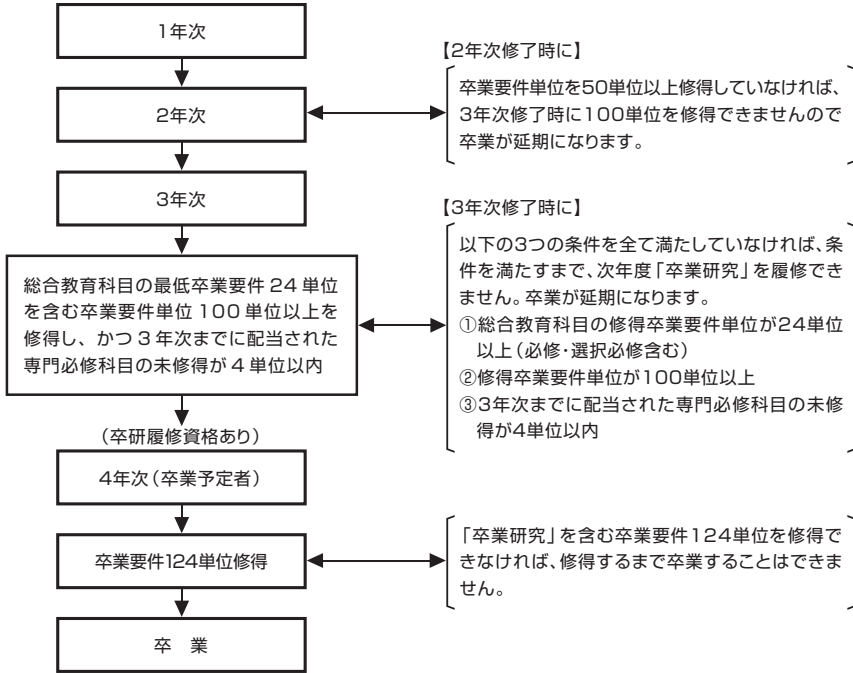 1年次
【2年次修了時に】
卒業要件単位を50単位以上修得していなければ、
3年次修了時に100単位を修得できませんので
卒業が延期になります。
2年次
3年次
【3年次修了時に】
以下の3つの条件を全て満たしていなければ、条
件を満たすまで、次年度「卒業研究」を履修でき
ません。卒業が延期になります。
①総合教育科目の修得卒業要件単位が24単位
以上(必修・選択必修含む)
②修得卒業要件単位が100単位以上
③3年次までに配当された専門必修科目の未修
得が4単位以内
総合教育科目の最低卒業要件 24 単位
を含む卒業要件単位 100 単位以上を
修得し、かつ 3 年次までに配当された
専門必修科目の未修得が 4 単位以内
(卒研履修資格あり)
4年次(卒業予定者)
卒業要件124単位修得
「卒業研究」を含む卒業要件124単位を修得で
きなければ、修得するまで卒業することはできま
せん。
卒 業